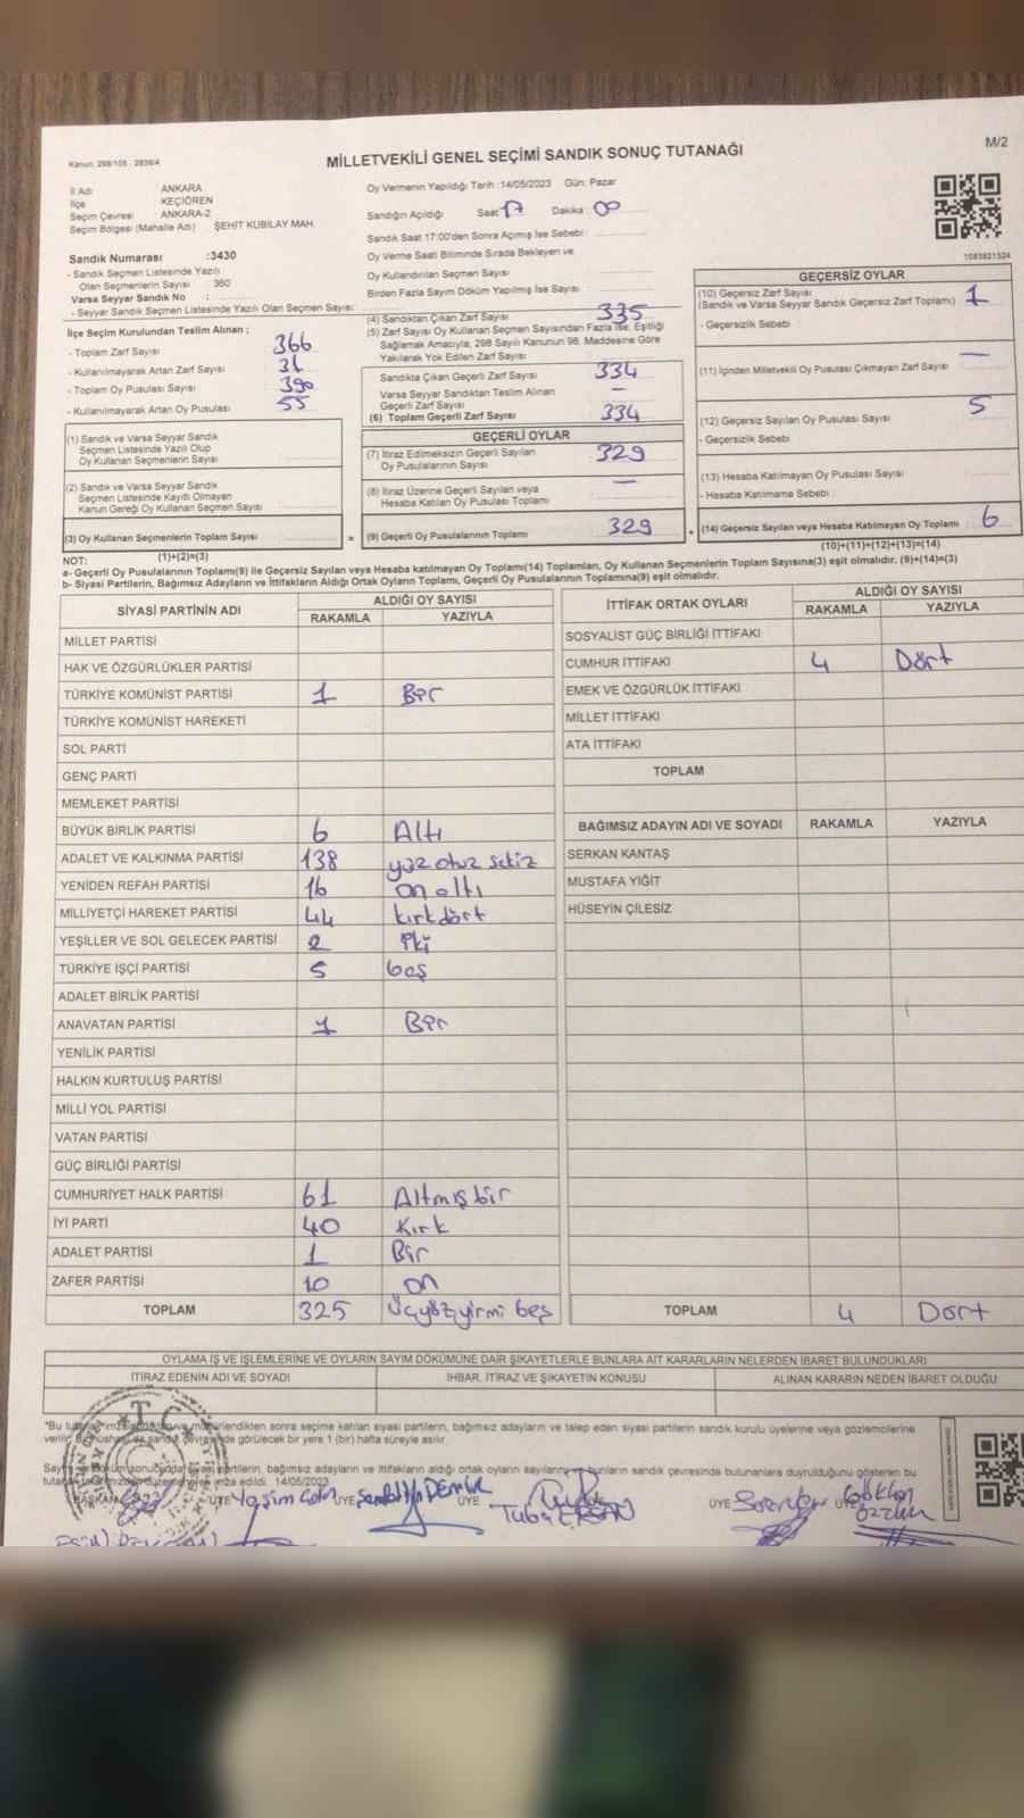 Kanun: 298/105 - 2839/4
MİLLETVEKİLİ GENEL SEÇİMİ SANDIK SONUÇ TUTANAĞI
M/2
İl Adı ANKARA
İlçe KEÇİÖREN
Seçim Çevresi : ANKARA-2
Seçim Bölgesi (Mahalle Adı) ŞEHİT KUBİLAY MAH.
Sandık Numarası :3430
- Sandık Seçmen Listesinde Yazılı
Olan Seçmenlerin Sayısı 360
Varsa Seyyar Sandık No :
- Seyyar Sandık Seçmen Listesinde Yazılı Olan Seçmen Sayısı:
İlçe Seçim Kurulundan Teslim Alınan ;
- Toplam Zarf Sayısı 366
- Kullanılmayarak Artan Zarf Sayısı 31
- Toplam Oy Pusulası Sayısı 390
- Kullanılmayarak Artan Oy Pusulası 55
(1) Sandık ve Varsa Seyyar Sandık
Seçmen Listesinde Yazılı Olup
Oy Kullanan Seçmenlerin Sayısı
(2) Sandık ve Varsa Seyyar Sandık
Seçmen Listesinde Kayıtlı Olmayan
Kanun Gereği Oy Kullanan Seçmen Sayısı
(3) Oy Kullanan Seçmenlerin Toplam Sayısı =
(1)+(2)=(3)
Oy Vermenin Yapıldığı Tarih :14/05/2023 Gün: Pazar
Sandığın Açıldığı Saat 17 Dakika 00
Sandık Saat 17:00'den Sonra Açılmış İse Sebebi
Oy Verme Saati Bitiminde Sırada Bekleyen ve
Oy Kullandırılan Seçmen Sayısı
Birden Fazla Sayım Döküm Yapılmış İse Sayısı
(4) Sandıktan Çıkan Zarf Sayısı 335
(5) Zarf Sayısı Oy Kullanan Seçmen Sayısından Fazla İse, Eşitliği
Sağlamak Amacıyla, 298 Sayılı Kanunun 98. Maddesine Göre
Yakılarak Yok Edilen Zarf Sayısı:
Sandıkta Çıkan Geçerli Zarf Sayısı 334
Varsa Seyyar Sandıktan Teslim Alınan
Geçerli Zarf Sayısı —
(6) Toplam Geçerli Zarf Sayısı 334
GEÇERLİ OYLAR
(7) İtiraz Edilmeksizin Geçerli Sayılan
Oy Pusulalarının Sayısı 329
(8) İtiraz Üzerine Geçerli Sayılan veya
Hesaba Katılan Oy Pusulası Toplamı —
(9) Geçerli Oy Pusulalarının Toplamı 329 +
1083821324
GEÇERSİZ OYLAR
(10) Geçersiz Zarf Sayısı
(Sandık ve Varsa Seyyar Sandık Geçersiz Zarf Toplamı) 1
- Geçersizlik Sebebi
(11) İçinden Milletvekili Oy Pusulası Çıkmayan Zarf Sayısı —
(12) Geçersiz Sayılan Oy Pusulası Sayısı 5
- Geçersizlik Sebebi
(13) Hesaba Katılmayan Oy Pusulası Sayısı
- Hesaba Katılmama Sebebi
(14) Geçersiz Sayılan veya Hesaba Katılmayan Oy Toplamı 6
(10)+(11)+(12)+(13)=(14)
NOT:
a- Geçerli Oy Pusulalarının Toplamı(9) ile Geçersiz Sayılan veya Hesaba Katılmayan Oy Toplamı(14) Toplamları, Oy Kullanan Seçmenlerin Toplam Sayısına(3) eşit olmalıdır. (9)+(14)=(3)
b- Siyasi Partilerin, Bağımsız Adayların ve İttifakların Aldığı Ortak Oyların Toplamı, Geçerli Oy Pusulalarının Toplamına(9) eşit olmalıdır.
SİYASİ PARTİNİN ADI ALDIĞI OY SAYISI
RAKAMLA YAZIYLA
MİLLET PARTİSİ
HAK VE ÖZGÜRLÜKLER PARTİSİ
TÜRKİYE KOMÜNİST PARTİSİ 1 Bir
TÜRKİYE KOMÜNİST HAREKETİ
SOL PARTİ
GENÇ PARTİ
MEMLEKET PARTİSİ
BÜYÜK BİRLİK PARTİSİ 6 Altı
ADALET VE KALKINMA PARTİSİ 138 yüz otuz sekiz
YENİDEN REFAH PARTİSİ 16 on altı
MİLLİYETÇİ HAREKET PARTİSİ 44 kırk dört
YEŞİLLER VE SOL GELECEK PARTİSİ 2 iki
TÜRKİYE İŞÇİ PARTİSİ 5 beş
ADALET BİRLİK PARTİSİ
ANAVATAN PARTİSİ 1 Bir
YENİLİK PARTİSİ
HALKIN KURTULUŞ PARTİSİ
MİLLİ YOL PARTİSİ
VATAN PARTİSİ
GÜÇ BİRLİĞİ PARTİSİ
CUMHURİYET HALK PARTİSİ 61 Altmış bir
İYİ PARTİ 40 Kırk
ADALET PARTİSİ 1 Bir
ZAFER PARTİSİ 10 on
TOPLAM 325 Üçyüzyirmi beş
İTTİFAK ORTAK OYLARI ALDIĞI OY SAYISI
RAKAMLA YAZIYLA
SOSYALİST GÜÇ BİRLİĞİ İTTİFAKI
CUMHUR İTTİFAKI 4 Dört
EMEK VE ÖZGÜRLÜK İTTİFAKI
MİLLET İTTİFAKI
ATA İTTİFAKI
TOPLAM
BAĞIMSIZ ADAYIN ADI VE SOYADI RAKAMLA YAZIYLA
SERKAN KANTAŞ
MUSTAFA YİĞİT
HÜSEYİN ÇİLESİZ
TOPLAM 4 Dört
OYLAMA İŞ VE İŞLEMLERİNE VE OYLARIN SAYIM DÖKÜMÜNE DAİR ŞİKAYETLERLE BUNLARA AİT KARARLARIN NELERDEN İBARET BULUNDUKLARI
İTİRAZ EDENİN ADI VE SOYADI İHBAR, İTİRAZ VE ŞİKAYETİN KONUSU ALINAN KARARIN NEDEN İBARET OLDUĞU
*Bu sonra seçime katılan siyasi partilerin, bağımsız adayların ve talep eden siyasi partilerin sandık kurulu üyelerine veya gözlemcilerine
verilir. görülecek bir yere 1 (bir) hafta süreyle asılır.
partilerin, bağımsız adayların ve ittifakların aldığı ortak oyların sayılarını bunların sandık çevresinde bulunanlara duyrulduğunu gösteren bu
imza edildi. 14/05/2023
T.C.
BAŞKAN ÜYE ÜYE ÜYE ÜYE ÜYE
Tuba
Gökhan